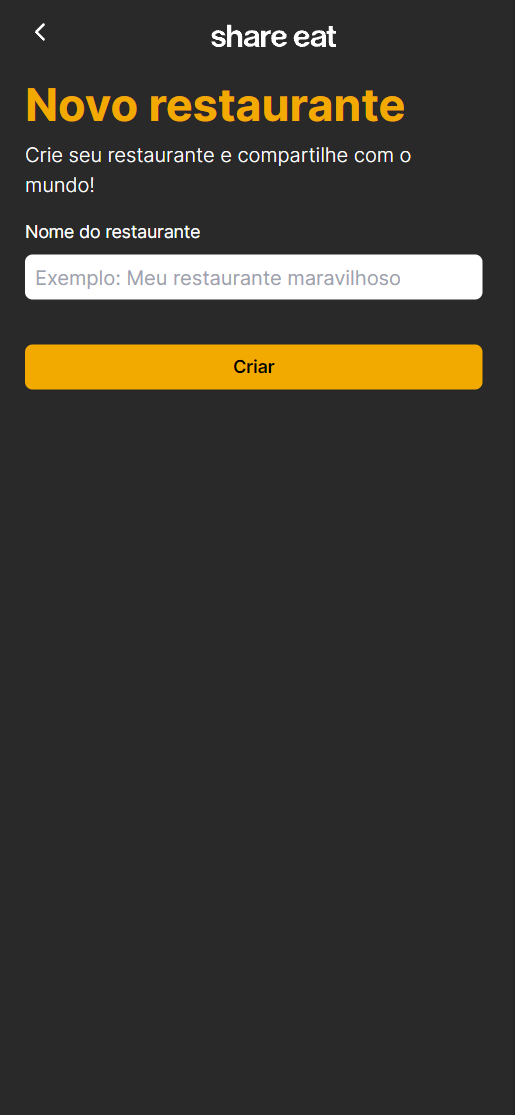 share eat
Novo restaurante
Crie seu restaurante e compartilhe com o
mundo!
Nome do restaurante
Exemplo: Meu restaurante maravilhoso
Criar